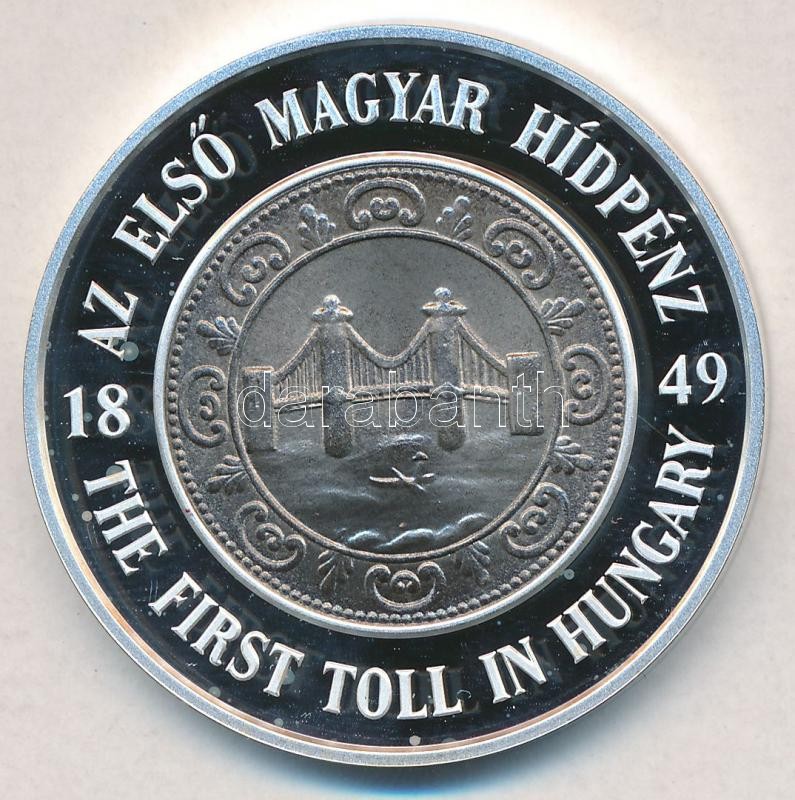 AZ ELSŐ MAGYAR HÍDPÉNZ
18 49
THE FIRST TOLL IN HUNGARY
darabanth